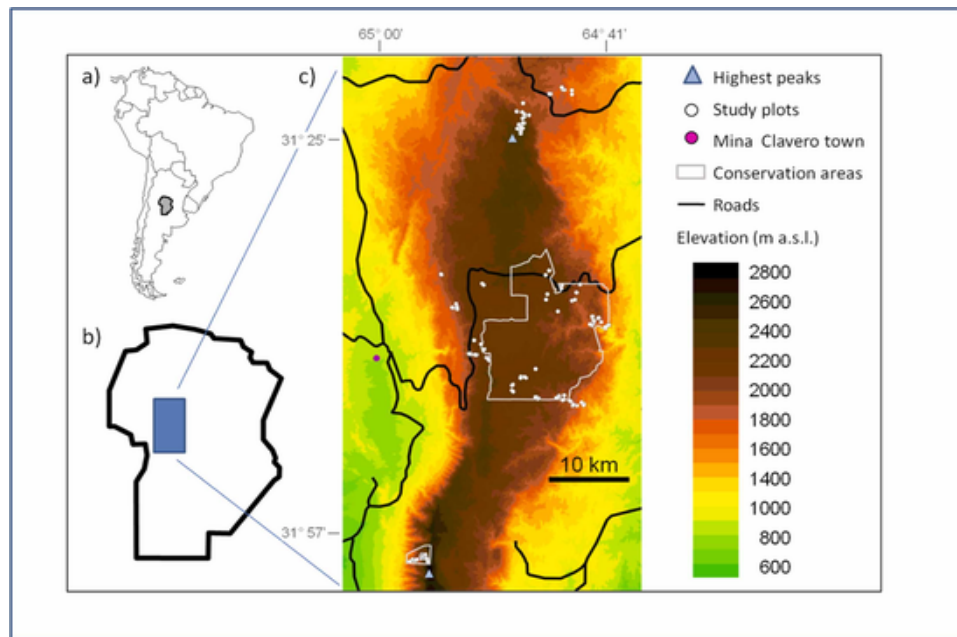 65° 00'
64° 41'
a)
c)
31° 25'
Highest peaks
Study plots
Mina Clavero town
Conservation areas
Roads
Elevation (m a.s.l.)
2800
2600
2400
2200
2000
1800
1600
1400
1000
800
600
b)
10 km
31° 57'